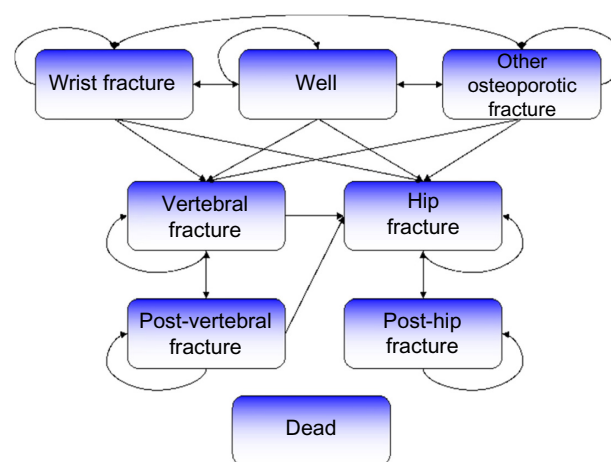 Wrist fracture
Well
Other
osteoporotic
fracture
Vertebral
fracture
Hip
fracture
Post-vertebral
fracture
Post-hip
fracture
Dead